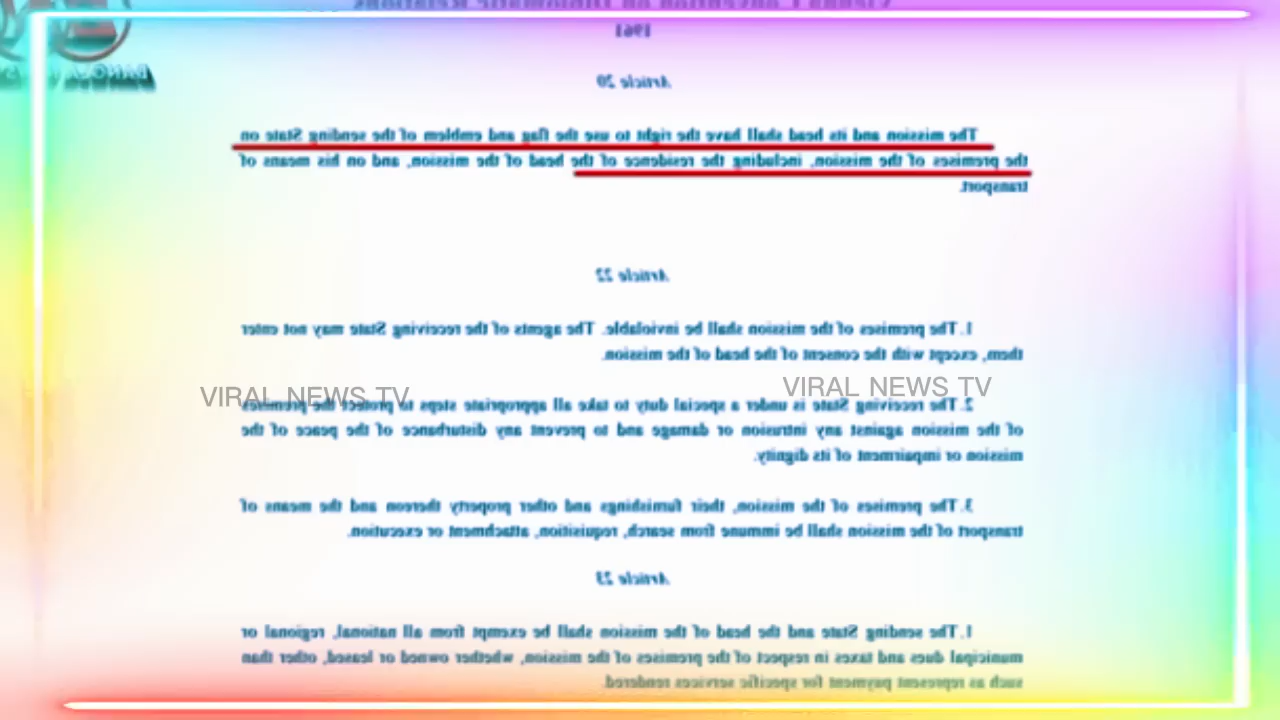 Vienna Convention on Diplomatic Relations
1961
Article 20
The mission and its head shall have the right to use the flag and emblem of the sending State on
the premises of the mission, including the residence of the head of the mission, and on his means of
transport.
Article 22
1. The premises of the mission shall be inviolable. The agents of the receiving State may not enter
them, except with the consent of the head of the mission.
VIRAL NEWS TV
VIRAL NEWS TV
2. The receiving State is under a special duty to take all appropriate steps to protect the premises
of the mission against any intrusion or damage and to prevent any disturbance of the peace of the
mission or impairment of its dignity.
3. The premises of the mission, their furnishings and other property thereon and the means of
transport of the mission shall be immune from search, requisition, attachment or execution.
Article 23
1. The sending State and the head of the mission shall be exempt from all national, regional or
municipal dues and taxes in respect of the premises of the mission, whether owned or leased, other than
such as represent payment for specific services rendered.